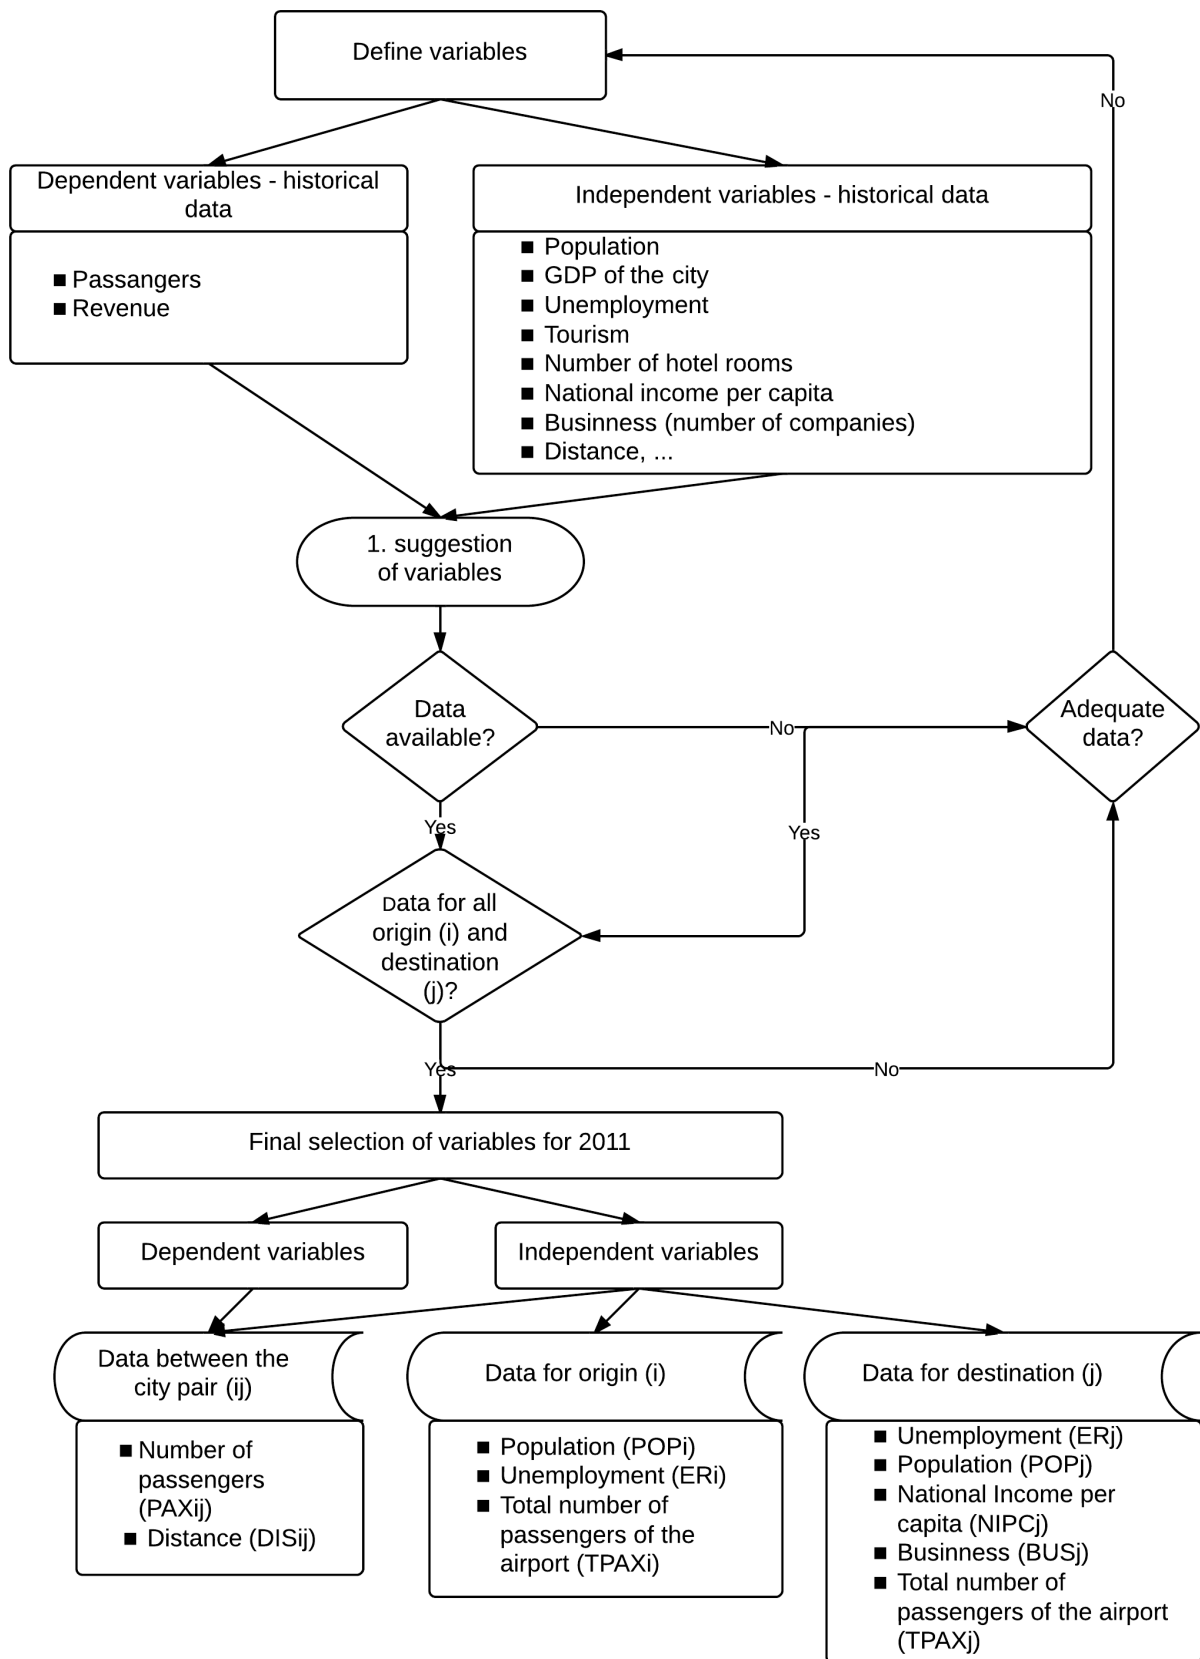 Define variables
No
Dependent variables - historical
data
Independent variables - historical data
■ Passangers
■ Revenue
■ Population
■ GDP of the city
■ Unemployment
■ Tourism
■ Number of hotel rooms
■ National income per capita
■ Businness (number of companies)
■ Distance, ...
1. suggestion
of variables
Data
available?
No
Adequate
data?
Yes
Yes
Data for all
origin (i) and
destination
(j)?
Yes
No
Final selection of variables for 2011
Dependent variables
Independent variables
Data between the
city pair (ij)
Data for origin (i)
Data for destination (j)
■ Number of
passengers
(PAXij)
■ Distance (DISij)
■ Population (POPi)
■ Unemployment (ERi)
■ Total number of
passengers of the
airport (TPAXi)
■ Unemployment (ERj)
■ Population (POPj)
■ National Income per
capita (NIPCj)
■ Businness (BUSj)
■ Total number of
passengers of the airport
(TPAXj)